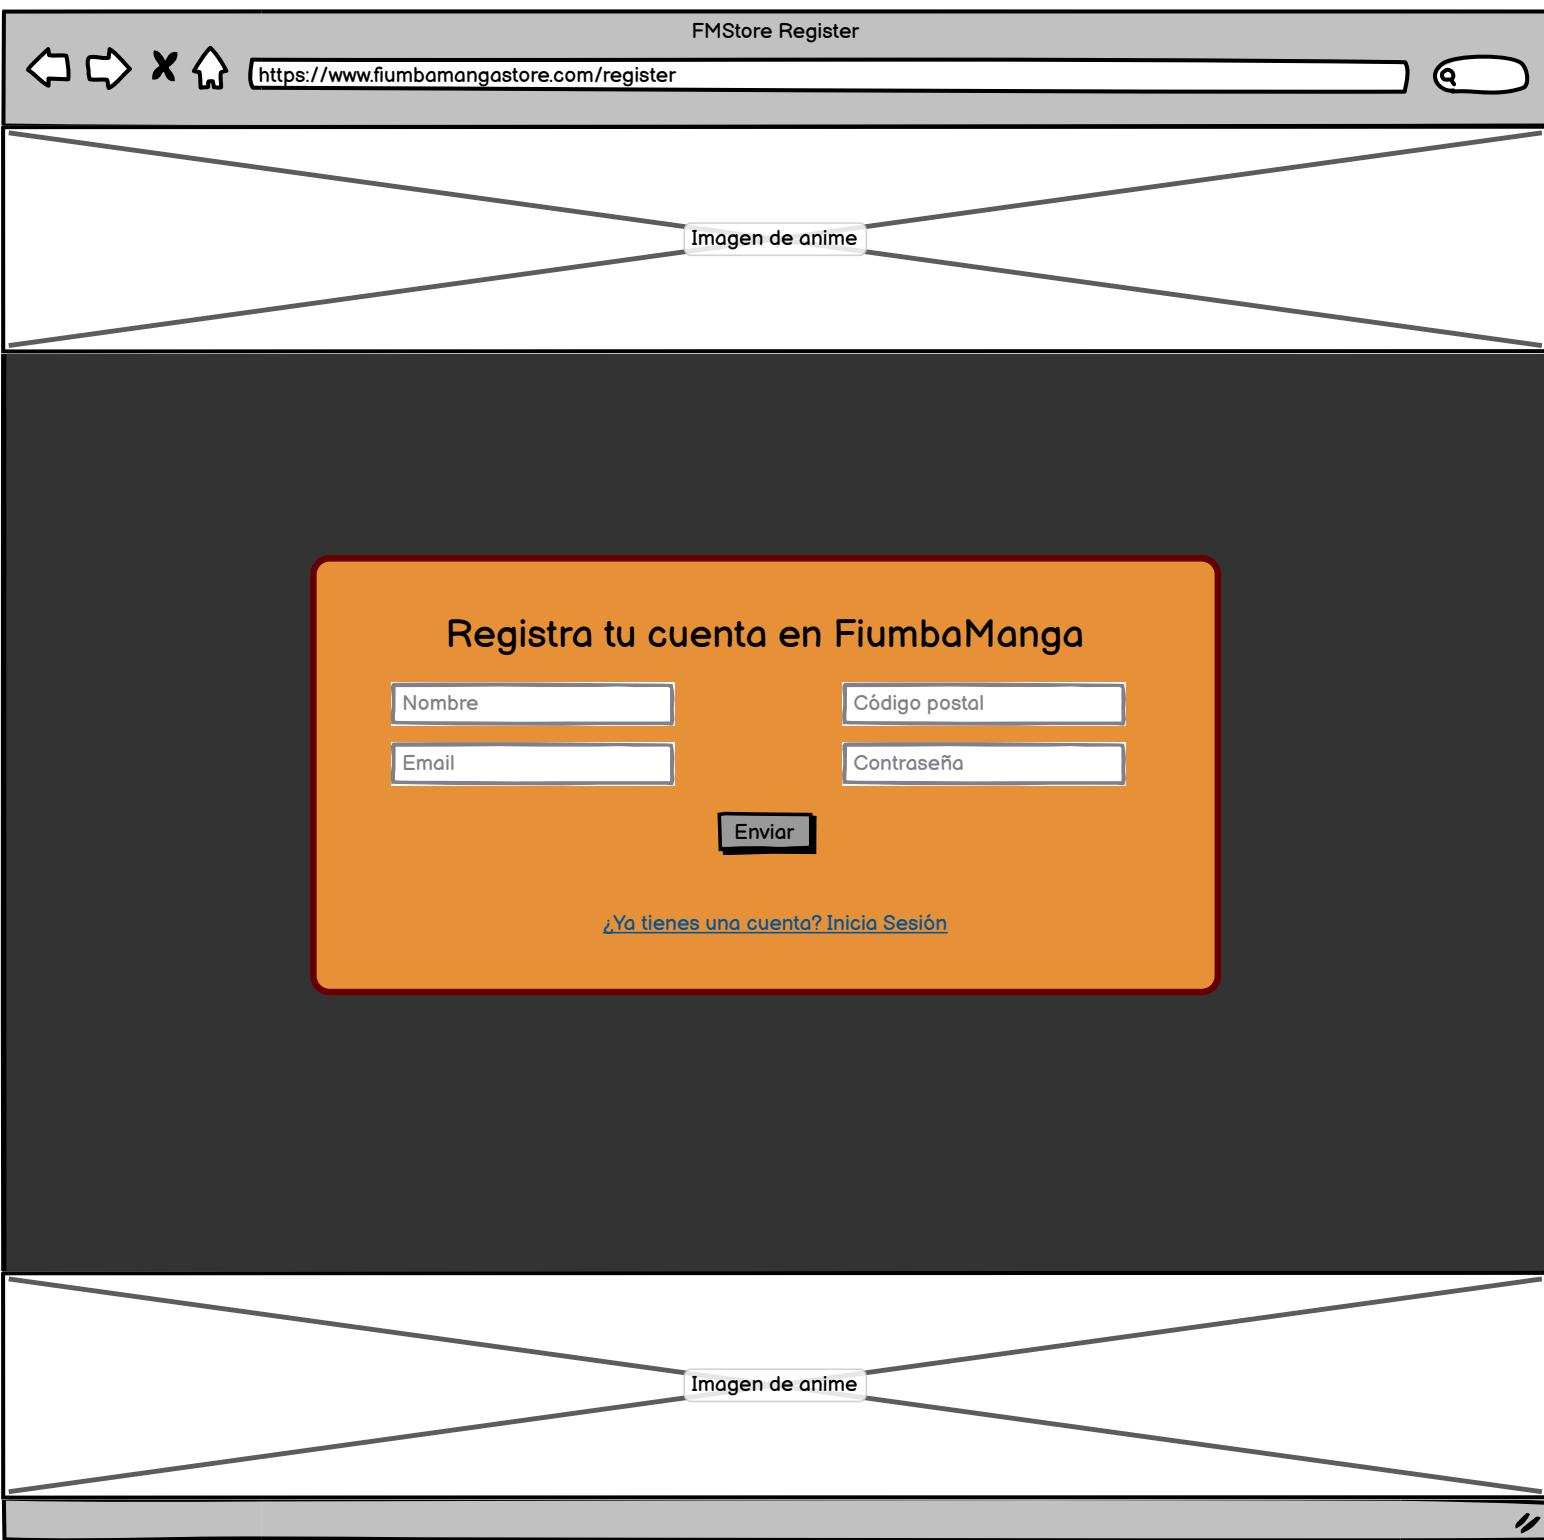 FMStore Register
https://www.fiumbamangastore.com/register
Imagen de anime
Registra tu cuenta en FiumbaManga
Nombre
Código postal
Email
Contraseña
Enviar
¿Ya tienes una cuenta? Inicia Sesión
Imagen de anime